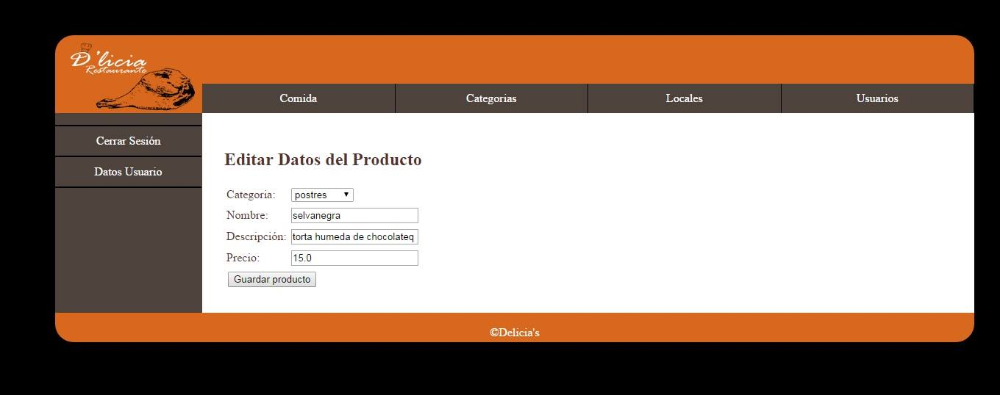 D'licia
Restaurante
Comida Categorias Locales Usuarios
Cerrar Sesión
Datos Usuario
Editar Datos del Producto
Categoria: postres
Nombre: selvanegra
Descripción: torta humeda de chocolateq
Precio: 15.0
Guardar producto
©Delicia's